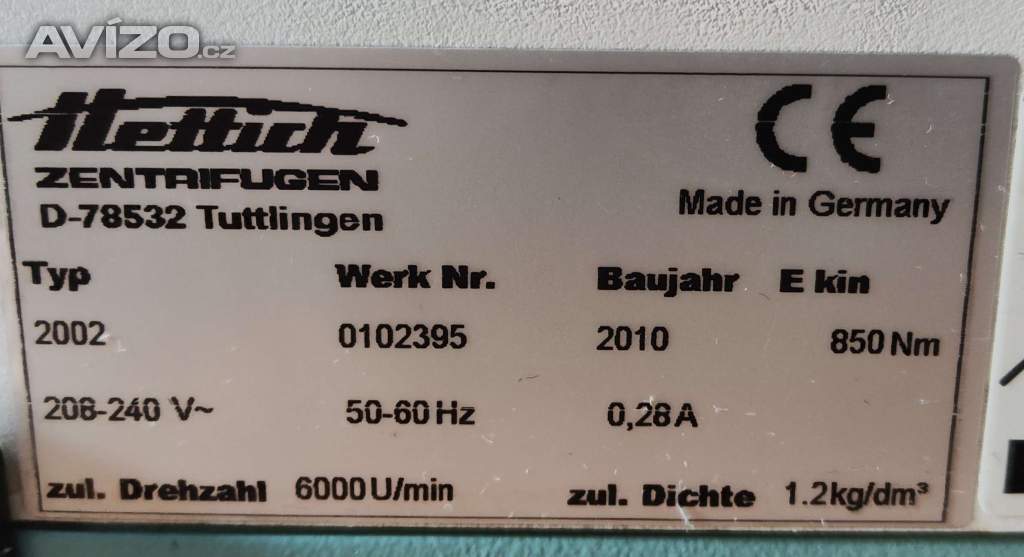 AVÍZO.cz
Hettich
ZENTRIFUGEN
D-78532 Tuttlingen
CE
Made in Germany
Typ Werk Nr. Baujahr E kin
2002 0102395 2010 850 Nm
208-240 V~ 50-60 Hz 0,28 A
zul. Drehzahl 6000 U/min zul. Dichte 1.2kg/dm³